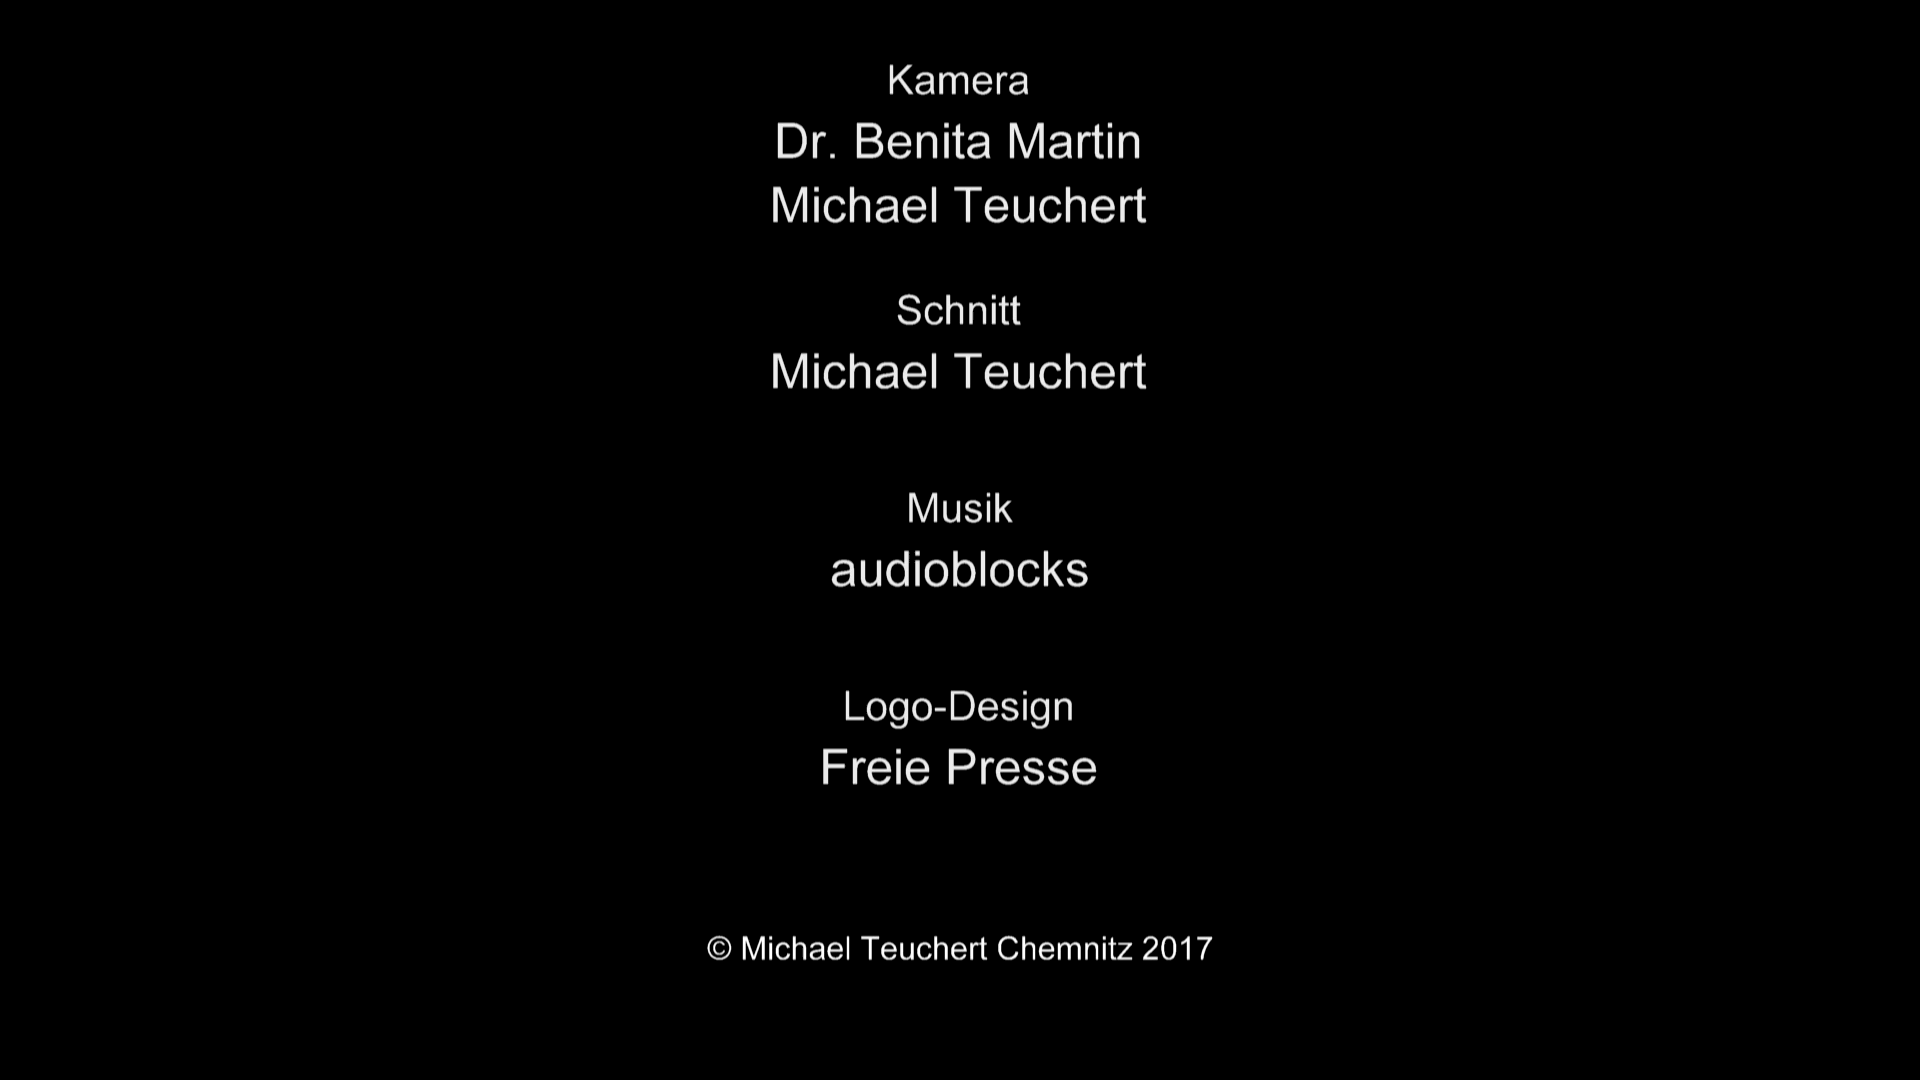 Kamera
Dr. Benita Martin
Michael Teuchert
Schnitt
Michael Teuchert
Musik
audioblocks
Logo-Design
Freie Presse
© Michael Teuchert Chemnitz 2017